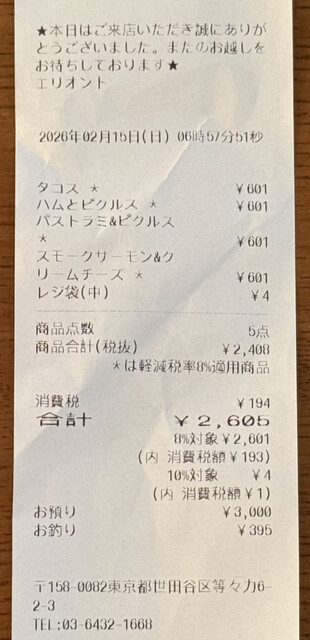 ★本日はご来店いただき誠にありが
とうございました。またのお越しを
お待ちしております★
エリオント
2026年02月15日(日) 06時57分51秒
タコス * ¥601
ハムとピクルス * ¥601
パストラミ&ピクルス
* ¥601
スモークサーモン&ク
リームチーズ * ¥601
レジ袋(中) ¥4
商品点数 5点
商品合計(税抜) ¥2,408
*は軽減税率8%適用商品
消費税 ¥194
合計 ¥2,605
8%対象 ¥2,601
(内 消費税額 ¥193)
10%対象 ¥4
(内 消費税額 ¥1)
お預り ¥3,000
お釣り ¥395
〒158-0082東京都世田谷区等々力6-
2-3
TEL:03-6432-1668